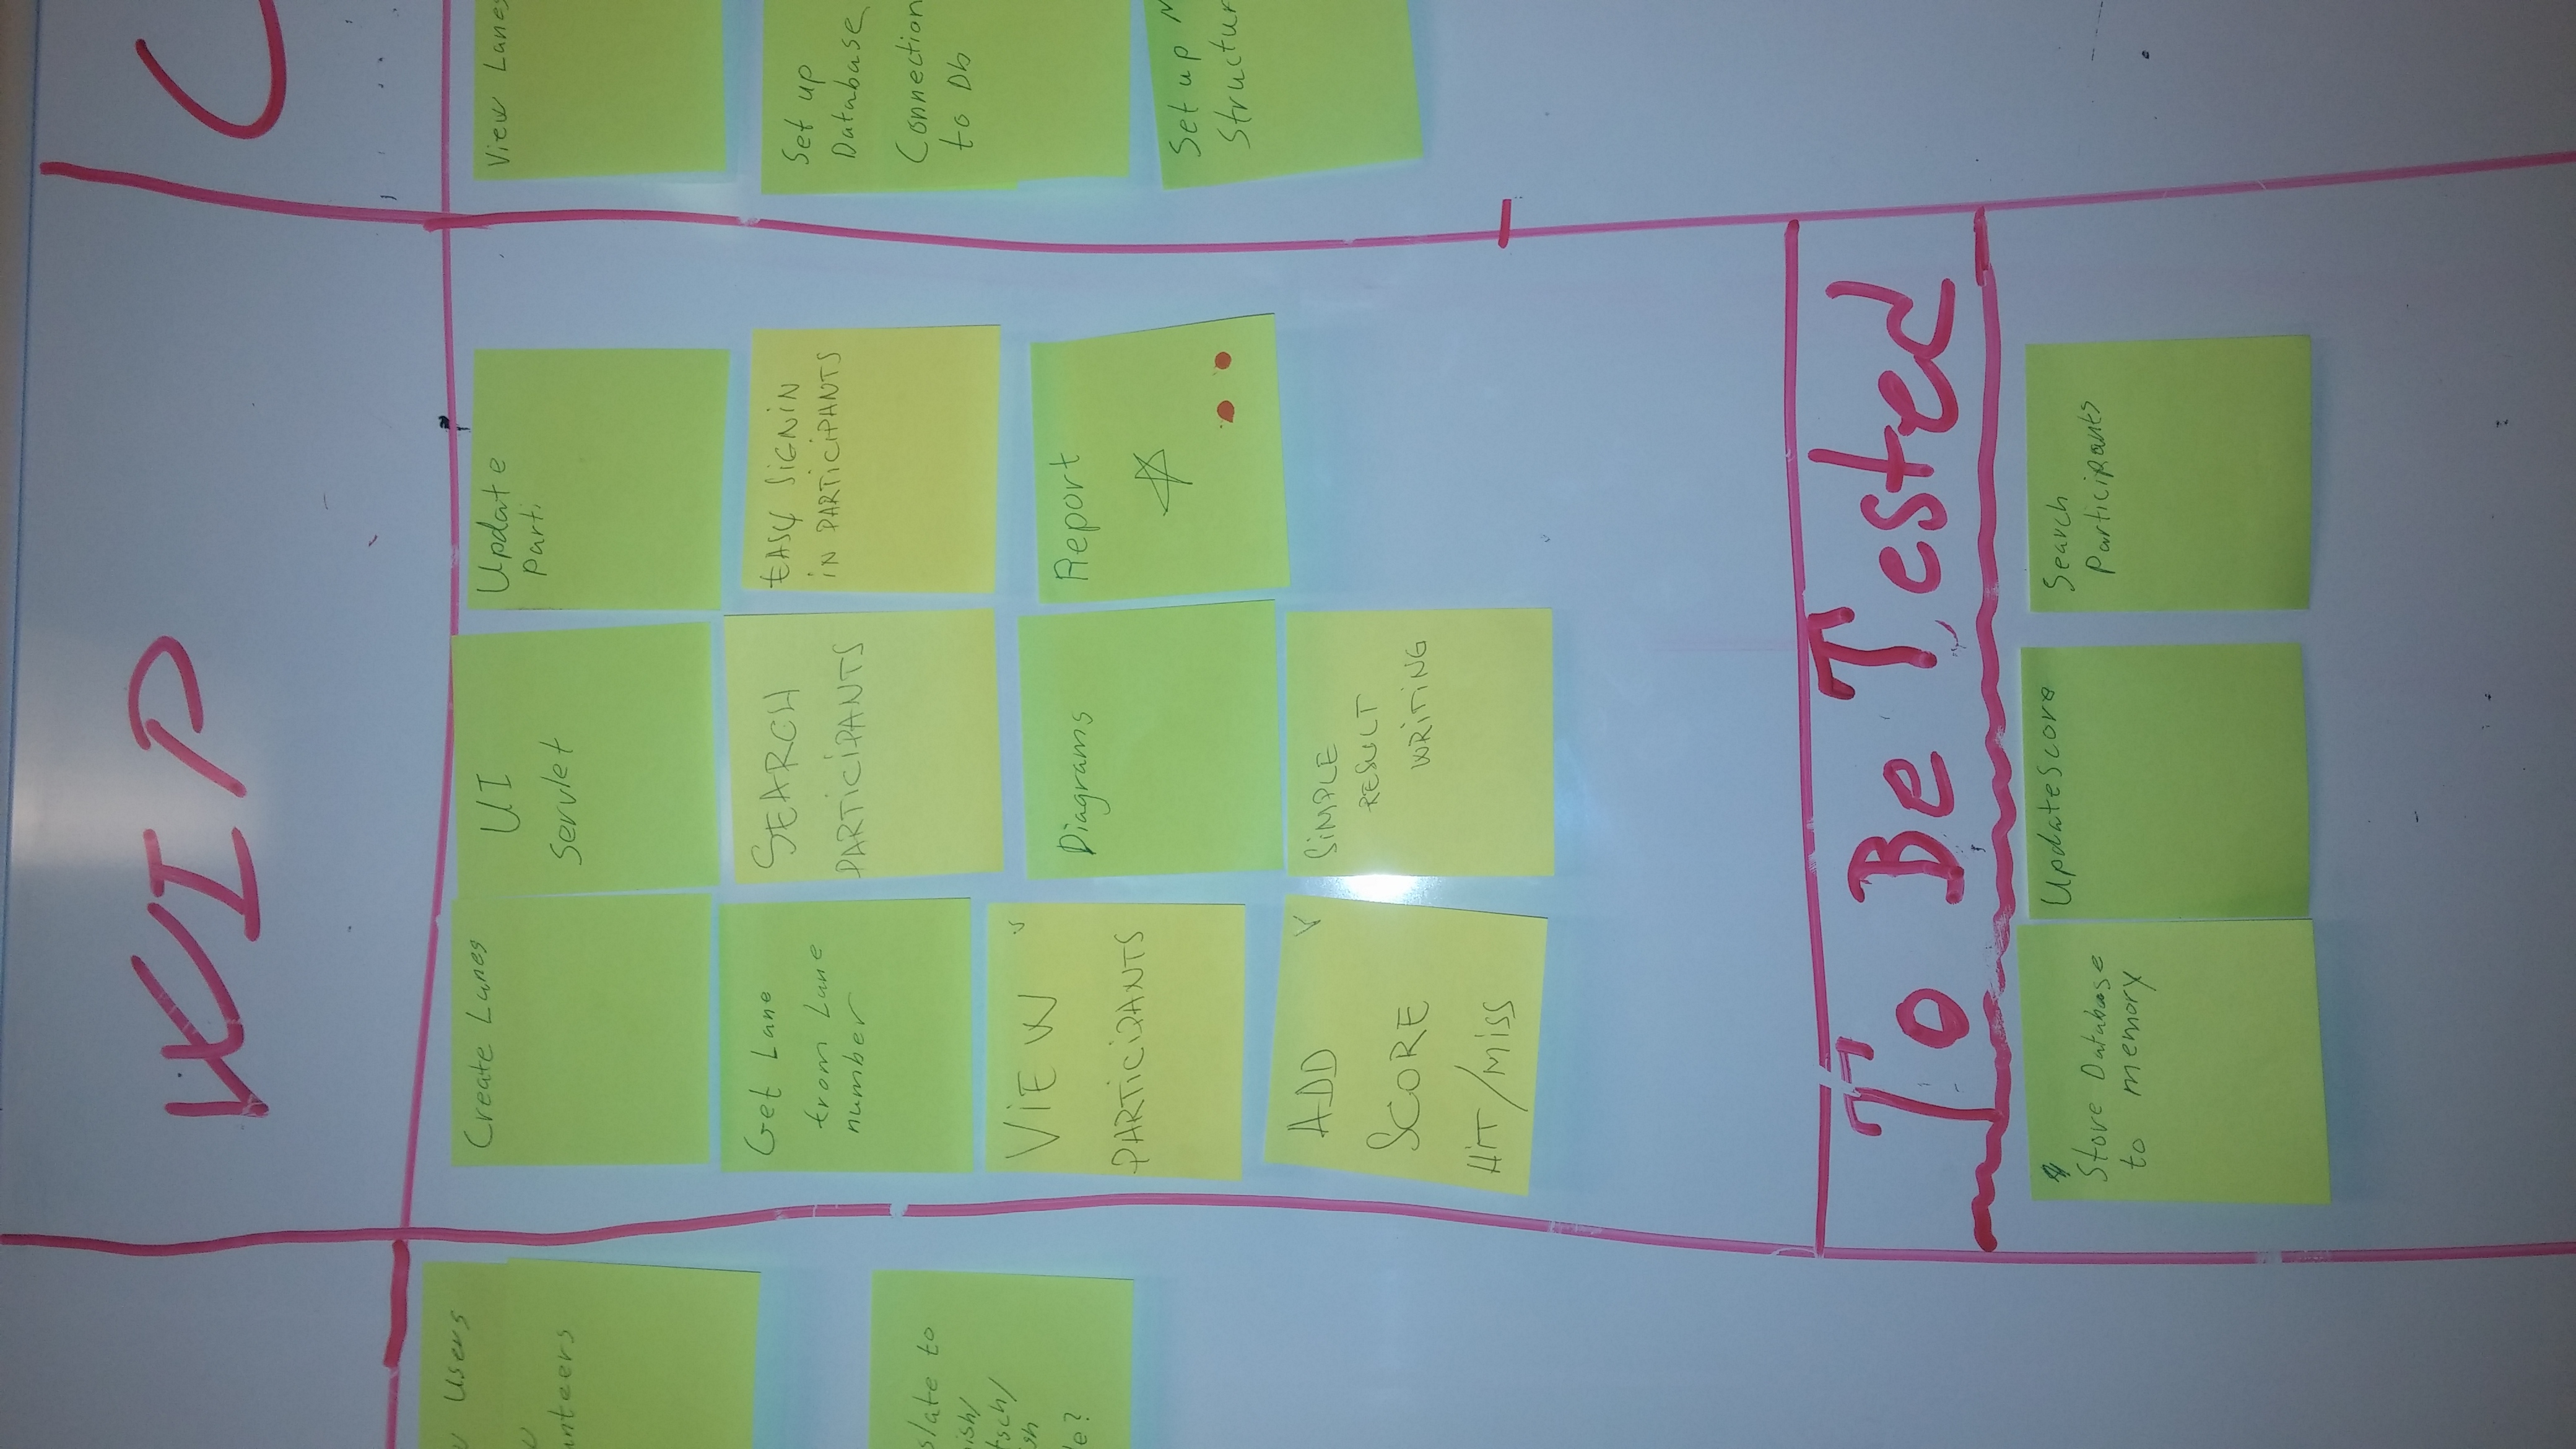 WIP
Users
unteers
slate to
ish/
tsch/
ish
e?
Create Lanes
UI
Servlet
Update
Parti
Get Lane
from Lane
number
SEARCH
PARTICIPANTS
EASY SIGNIN
IN PARTICIPANTS
VIEW
PARTICIPANTS
Diagrams
Report
ADD
SCORE
HIT/MISS
SIMPLE
RESULT
WRITING
To Be Tested
Store Database
to memory
UpdateScore
Search
Participants
C
View Lanes
Set up
Database
Connection
to Db
Set up
Structur